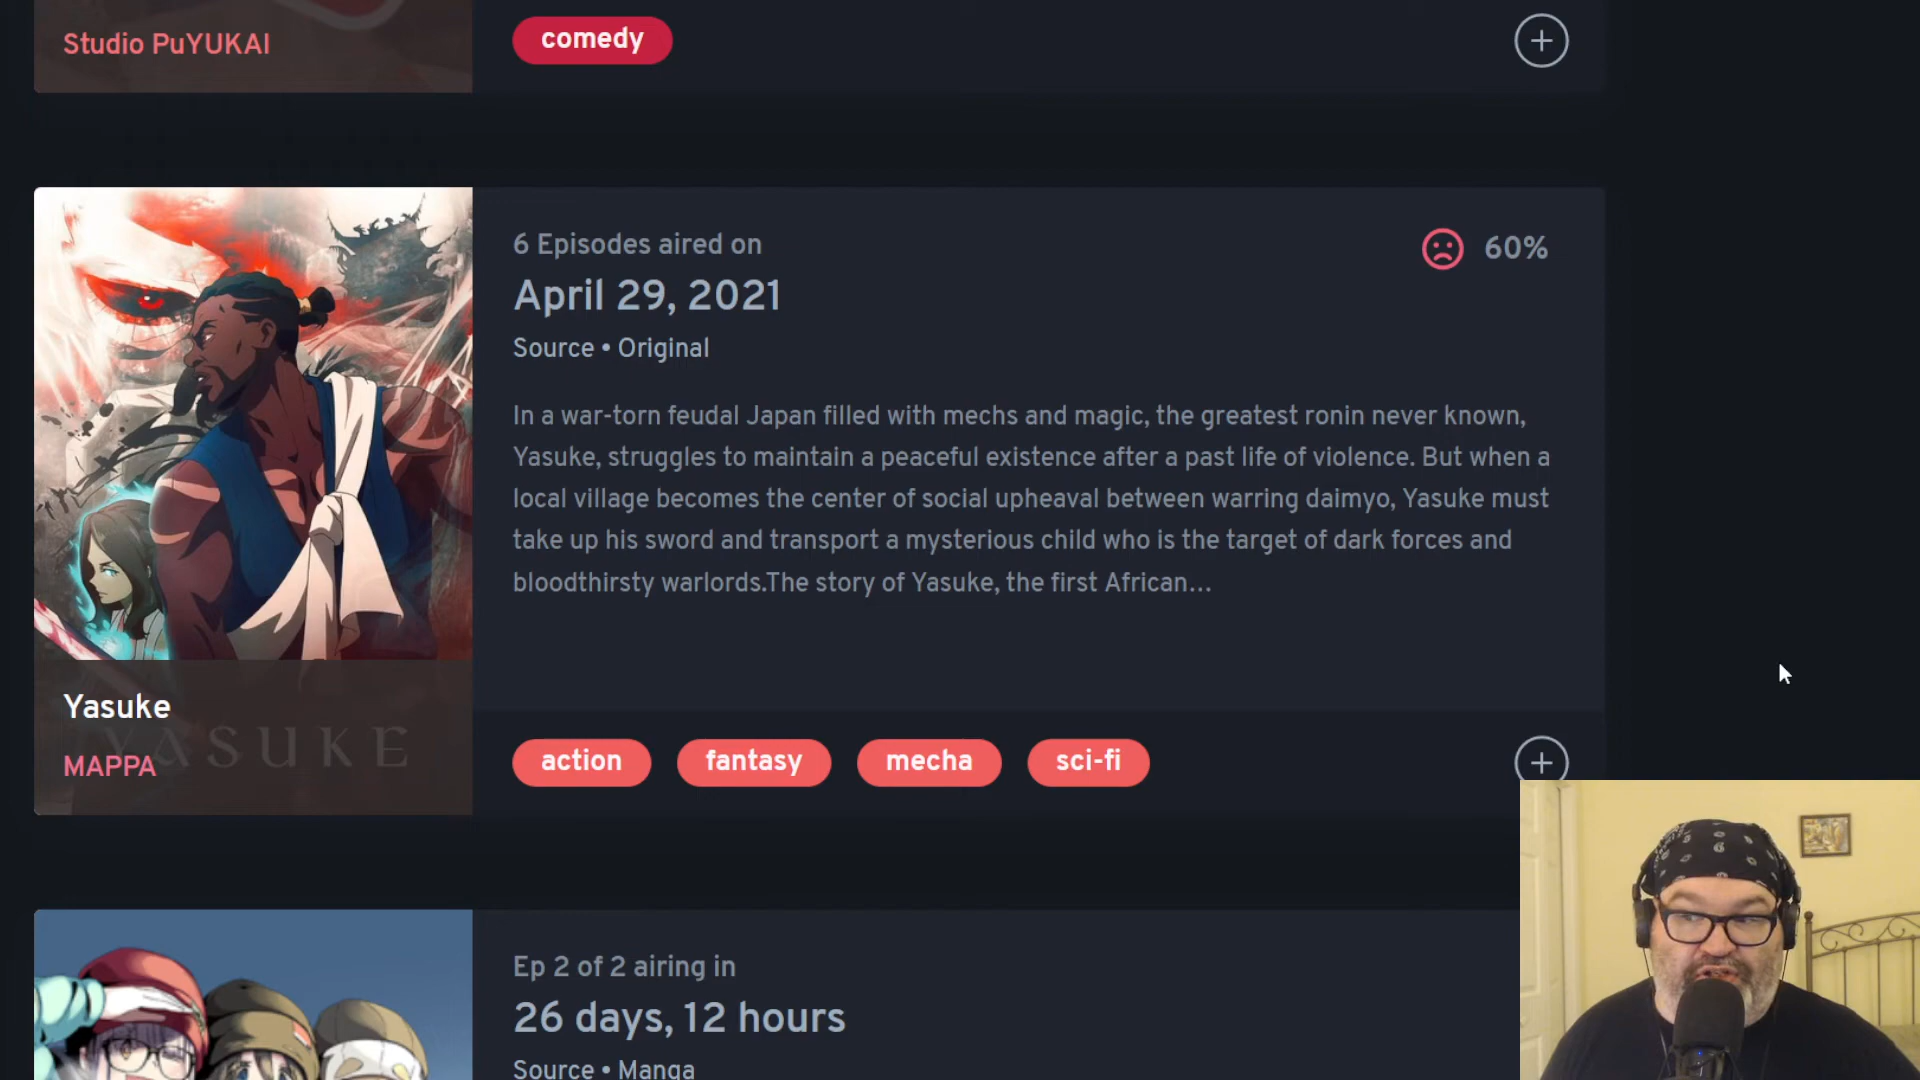 Studio PuYUKAI
comedy
6 Episodes aired on
60%
April 29, 2021
Source • Original
In a war-torn feudal Japan filled with mechs and magic, the greatest ronin never known,
Yasuke, struggles to maintain a peaceful existence after a past life of violence. But when a
local village becomes the center of social upheaval between warring daimyo, Yasuke must
take up his sword and transport a mysterious child who is the target of dark forces and
bloodthirsty warlords.The story of Yasuke, the first African...
Yasuke
YASUKE
MAPPA
action
fantasy
mecha
sci-fi
Ep 2 of 2 airing in
26 days, 12 hours
Source • Manga